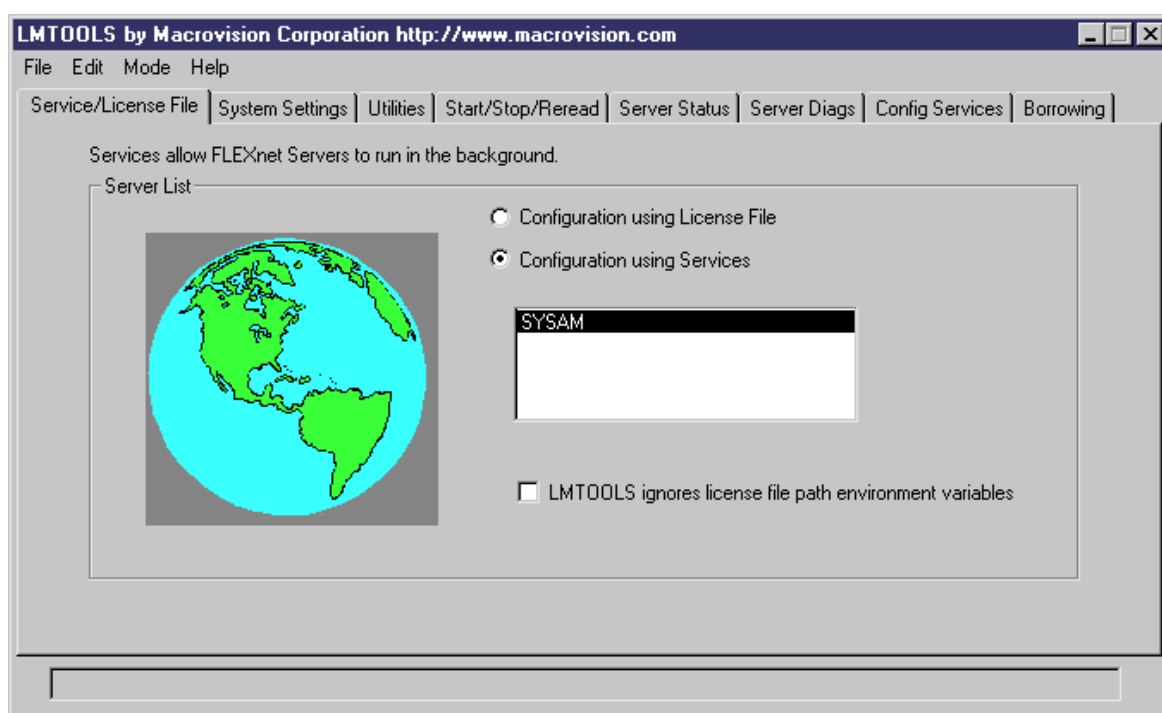 LMTOOLS by Macrovision Corporation http://www.macrovision.com
File Edit Mode Help
Service/License File System Settings Utilities Start/Stop/Reread Server Status Server Diags Config Services Borrowing
Services allow FLEXnet Servers to run in the background.
Server List
Configuration using License File
Configuration using Services
SYSAM
LMTOOLS ignores license file path environment variables